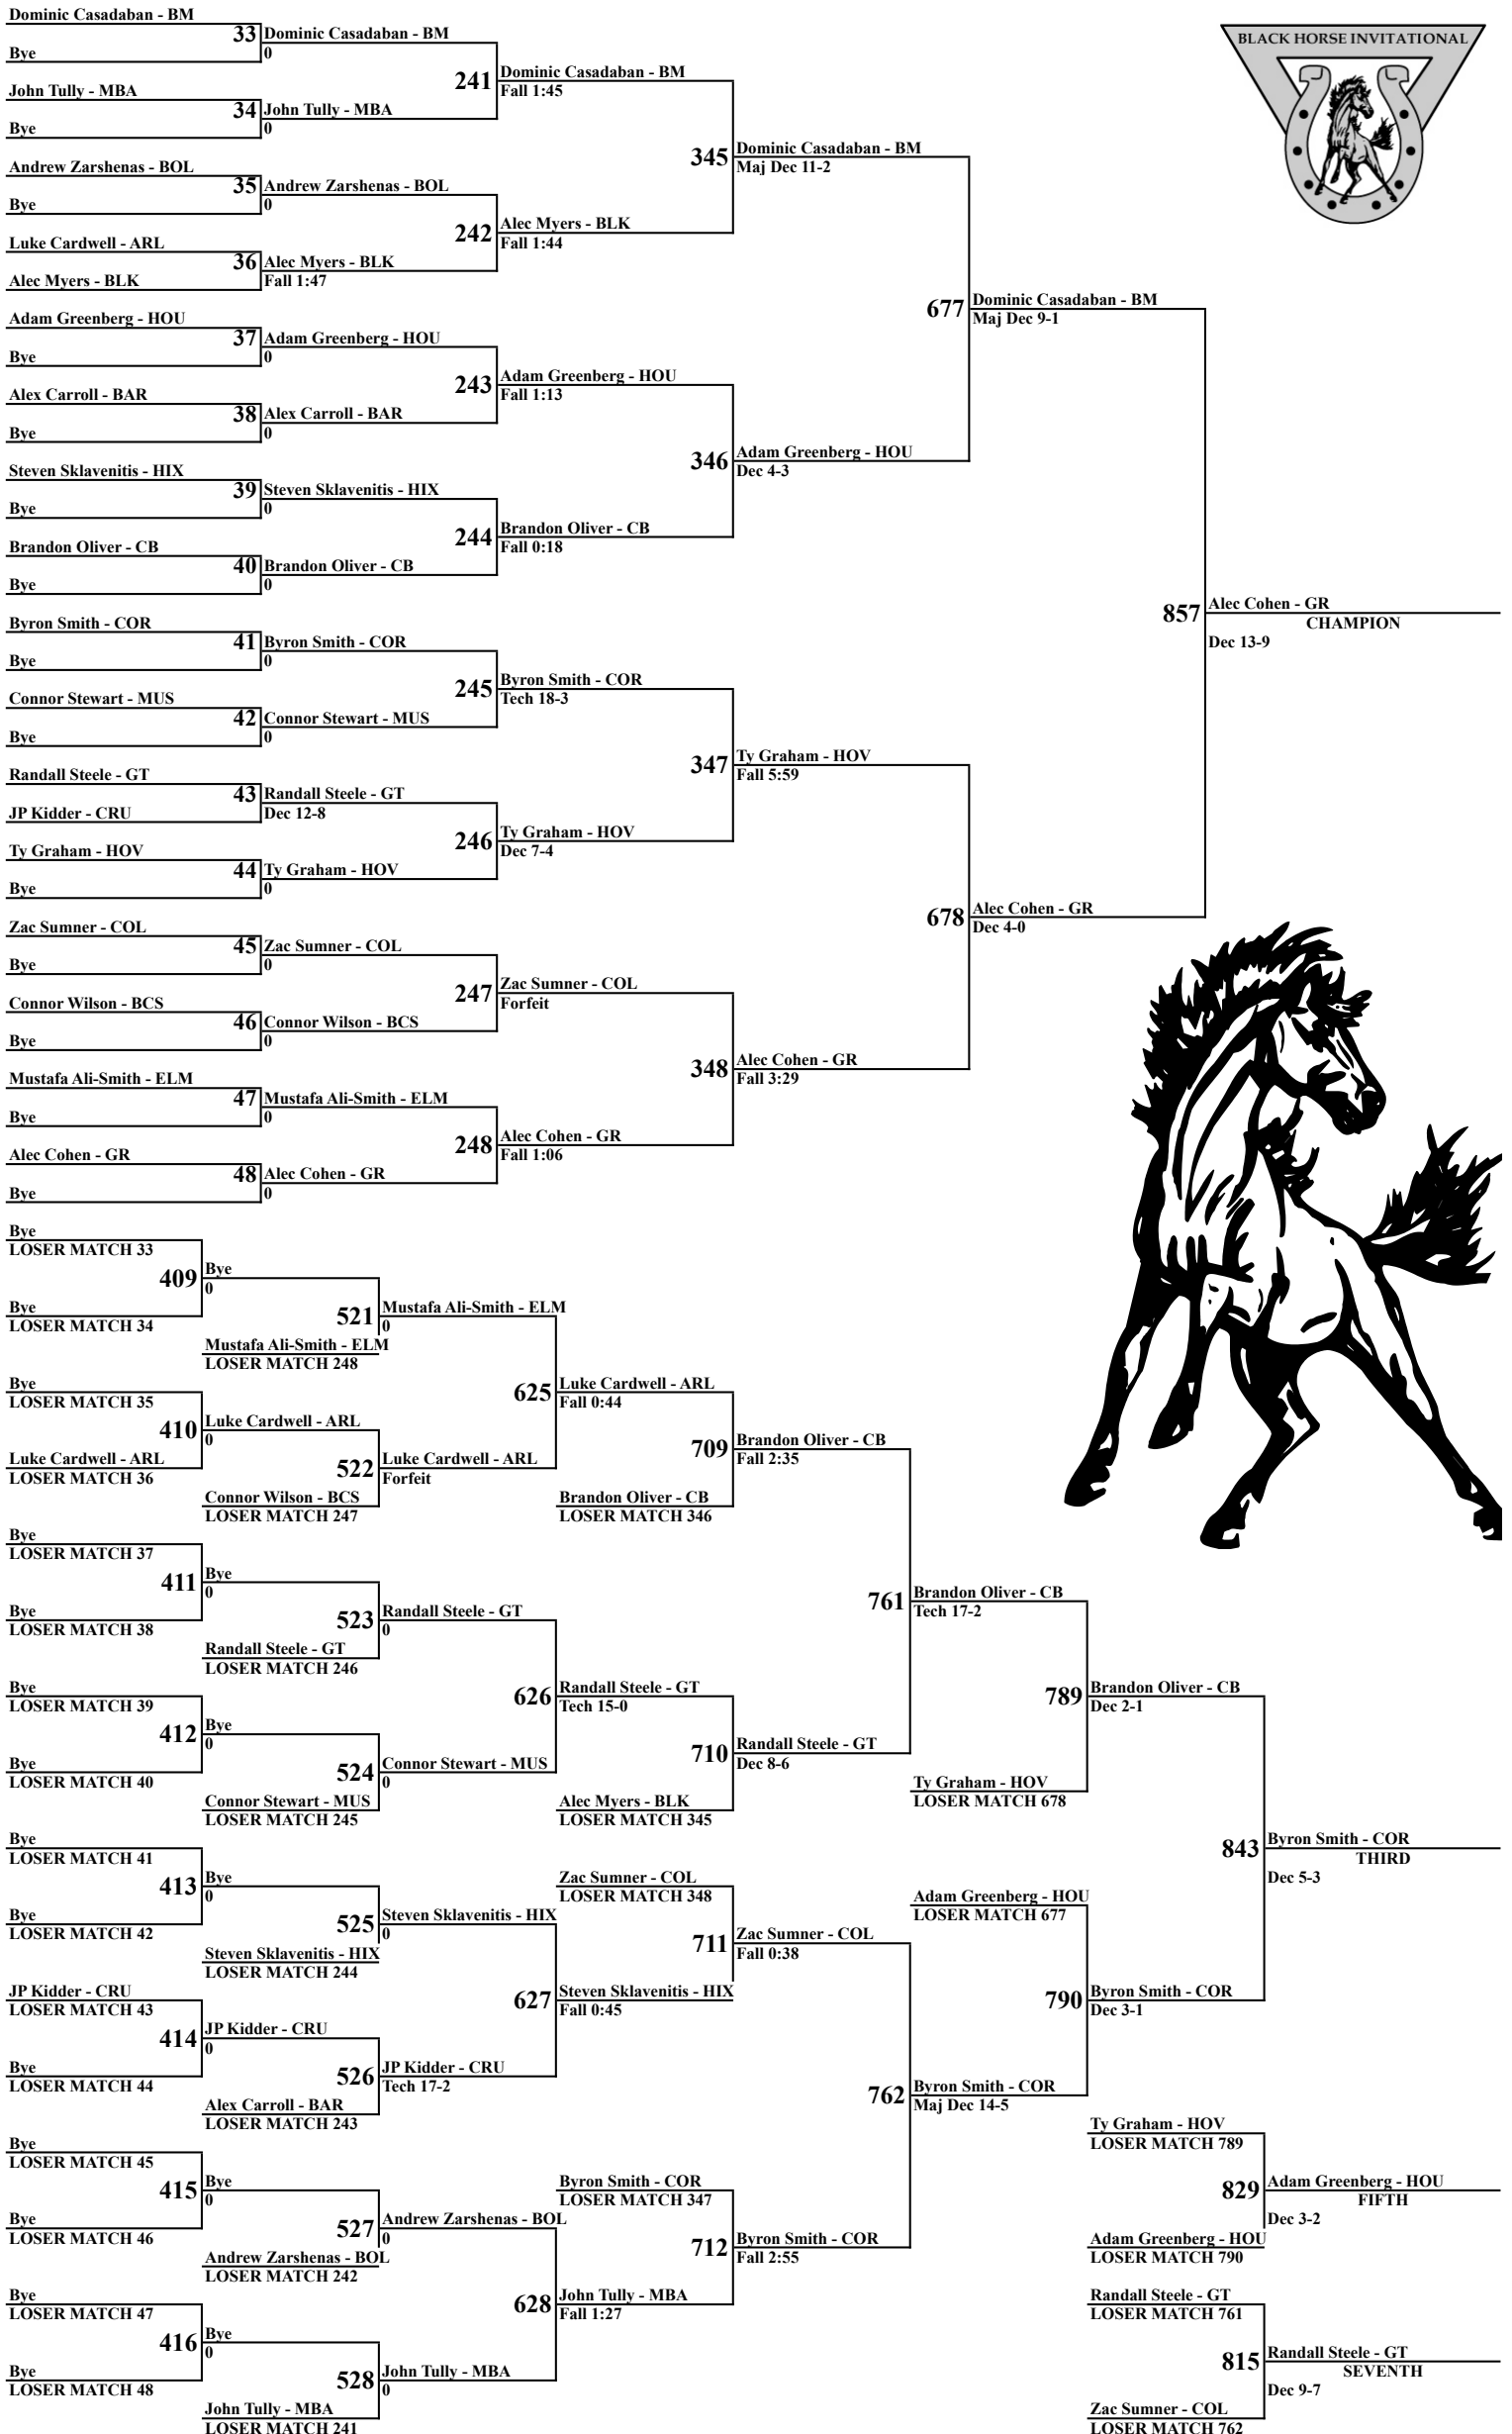 BLACK HORSE INVITATIONAL
Dominic Casadaban - BM
33
Dominic Casadaban - BM
Bye
0
241
Dominic Casadaban - BM
Fall 1:45
John Tully - MBA
34
John Tully - MBA
Bye
0
345
Dominic Casadaban - BM
Maj Dec 11-2
Andrew Zarshenas - BOL
35
Andrew Zarshenas - BOL
Bye
0
242
Alec Myers - BLK
Fall 1:44
Luke Cardwell - ARL
36
Alec Myers - BLK
Alec Myers - BLK
Fall 1:47
677
Dominic Casadaban - BM
Maj Dec 9-1
Adam Greenberg - HOU
37
Adam Greenberg - HOU
Bye
0
243
Adam Greenberg - HOU
Fall 1:13
Alex Carroll - BAR
38
Alex Carroll - BAR
Bye
0
346
Adam Greenberg - HOU
Dec 4-3
Steven Sklavenitis - HIX
39
Steven Sklavenitis - HIX
Bye
0
244
Brandon Oliver - CB
Fall 0:18
Brandon Oliver - CB
40
Brandon Oliver - CB
Bye
0
857
Alec Cohen - GR
CHAMPION
Dec 13-9
Byron Smith - COR
41
Byron Smith - COR
Bye
0
245
Byron Smith - COR
Tech 18-3
Connor Stewart - MUS
42
Connor Stewart - MUS
Bye
0
347
Ty Graham - HOV
Fall 5:59
Randall Steele - GT
43
Randall Steele - GT
JP Kidder - CRU
Dec 12-8
246
Ty Graham - HOV
Dec 7-4
Ty Graham - HOV
44
Ty Graham - HOV
Bye
0
678
Alec Cohen - GR
Dec 4-0
Zac Sumner - COL
45
Zac Sumner - COL
Bye
0
247
Zac Sumner - COL
Forfeit
Connor Wilson - BCS
46
Connor Wilson - BCS
Bye
0
348
Alec Cohen - GR
Fall 3:29
Mustafa Ali-Smith - ELM
47
Mustafa Ali-Smith - ELM
Bye
0
248
Alec Cohen - GR
Fall 1:06
Alec Cohen - GR
48
Alec Cohen - GR
Bye
0
Bye
LOSER MATCH 33
409
Bye
0
Bye
LOSER MATCH 34
521
Mustafa Ali-Smith - ELM
0
Mustafa Ali-Smith - ELM
LOSER MATCH 248
625
Luke Cardwell - ARL
Fall 0:44
Bye
LOSER MATCH 35
410
Luke Cardwell - ARL
0
Luke Cardwell - ARL
LOSER MATCH 36
522
Luke Cardwell - ARL
Forfeit
Connor Wilson - BCS
LOSER MATCH 247
709
Brandon Oliver - CB
Fall 2:35
Brandon Oliver - CB
LOSER MATCH 346
Bye
LOSER MATCH 37
411
Bye
0
Bye
LOSER MATCH 38
523
Randall Steele - GT
0
Randall Steele - GT
LOSER MATCH 246
761
Brandon Oliver - CB
Tech 17-2
Bye
LOSER MATCH 39
412
Bye
0
Bye
LOSER MATCH 40
626
Randall Steele - GT
Tech 15-0
524
Connor Stewart - MUS
0
Connor Stewart - MUS
LOSER MATCH 245
710
Randall Steele - GT
Dec 8-6
Alec Myers - BLK
LOSER MATCH 345
789
Brandon Oliver - CB
Dec 2-1
Ty Graham - HOV
LOSER MATCH 678
Bye
LOSER MATCH 41
413
Bye
0
Bye
LOSER MATCH 42
525
Steven Sklavenitis - HIX
0
Steven Sklavenitis - HIX
LOSER MATCH 244
Zac Sumner - COL
LOSER MATCH 348
711
Zac Sumner - COL
Fall 0:38
Adam Greenberg - HOU
LOSER MATCH 677
843
Byron Smith - COR
THIRD
Dec 5-3
JP Kidder - CRU
LOSER MATCH 43
414
JP Kidder - CRU
0
Bye
LOSER MATCH 44
627
Steven Sklavenitis - HIX
Fall 0:45
526
JP Kidder - CRU
Tech 17-2
Alex Carroll - BAR
LOSER MATCH 243
790
Byron Smith - COR
Dec 3-1
762
Byron Smith - COR
Maj Dec 14-5
Bye
LOSER MATCH 45
415
Bye
0
Bye
LOSER MATCH 46
527
Andrew Zarshenas - BOL
0
Andrew Zarshenas - BOL
LOSER MATCH 242
Byron Smith - COR
LOSER MATCH 347
712
Byron Smith - COR
Fall 2:55
Ty Graham - HOV
LOSER MATCH 789
829
Adam Greenberg - HOU
FIFTH
Dec 3-2
Adam Greenberg - HOU
LOSER MATCH 790
Bye
LOSER MATCH 47
416
Bye
0
Bye
LOSER MATCH 48
628
John Tully - MBA
Fall 1:27
528
John Tully - MBA
0
John Tully - MBA
LOSER MATCH 241
Randall Steele - GT
LOSER MATCH 761
815
Randall Steele - GT
SEVENTH
Dec 9-7
Zac Sumner - COL
LOSER MATCH 762